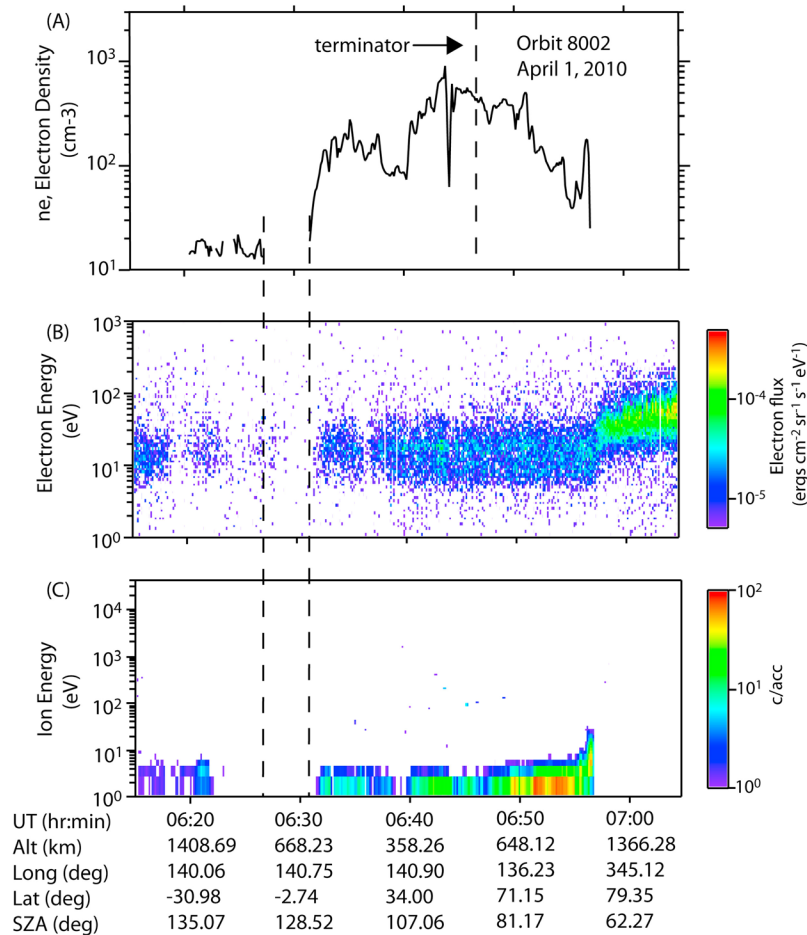 (A)
terminator
Orbit 8002
April 1, 2010
ne, Electron Density
(cm-3)
10³
10²
10¹
(B)
Electron Energy
(eV)
10³
10²
10¹
10⁰
10⁻⁴
10⁻⁵
Electron flux
(ergs cm⁻² sr⁻¹ s⁻¹ eV⁻¹)
(C)
Ion Energy
(eV)
10⁴
10³
10²
10¹
10⁰
10²
10¹
10⁰
c/acc
UT (hr:min) 06:20 06:30 06:40 06:50 07:00
Alt (km) 1408.69 668.23 358.26 648.12 1366.28
Long (deg) 140.06 140.75 140.90 136.23 345.12
Lat (deg) -30.98 -2.74 34.00 71.15 79.35
SZA (deg) 135.07 128.52 107.06 81.17 62.27